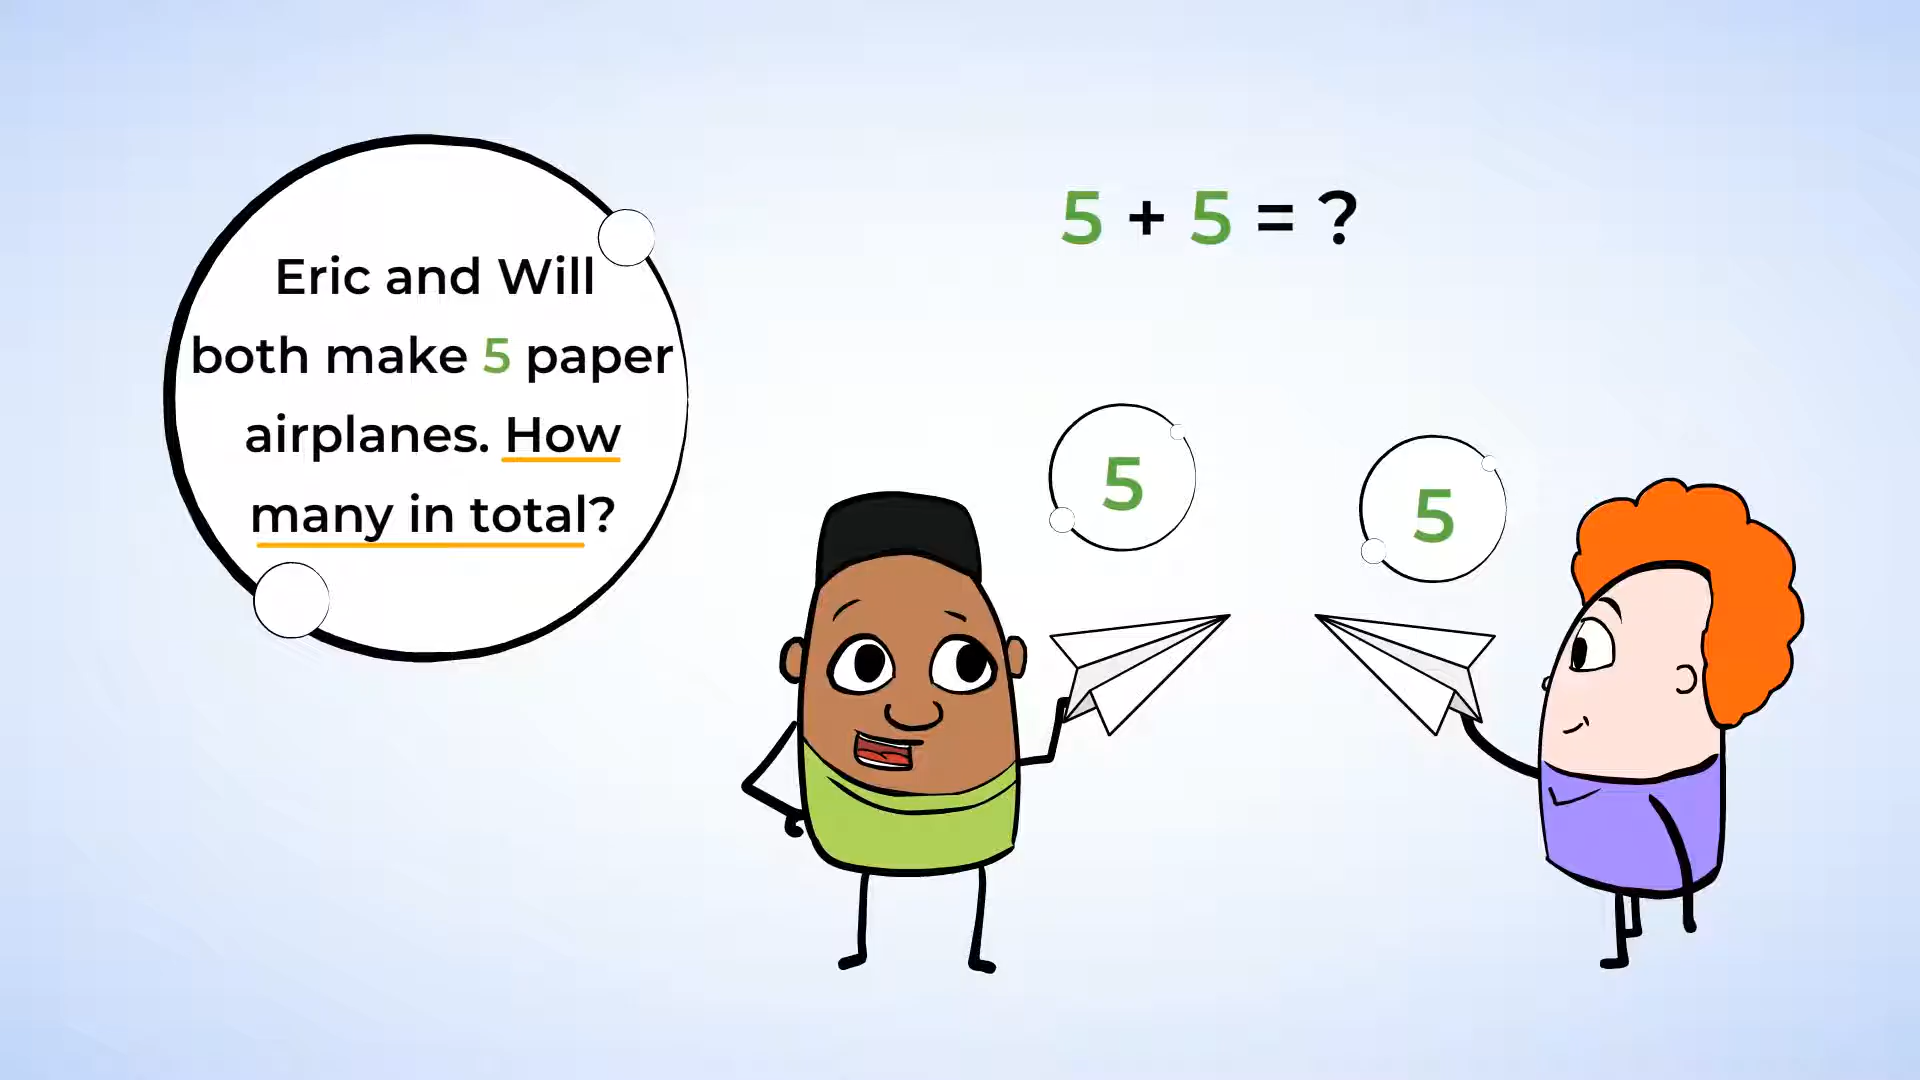 Eric and Will
both make 5 paper
airplanes. How
many in total?
5 + 5 = ?
5
5